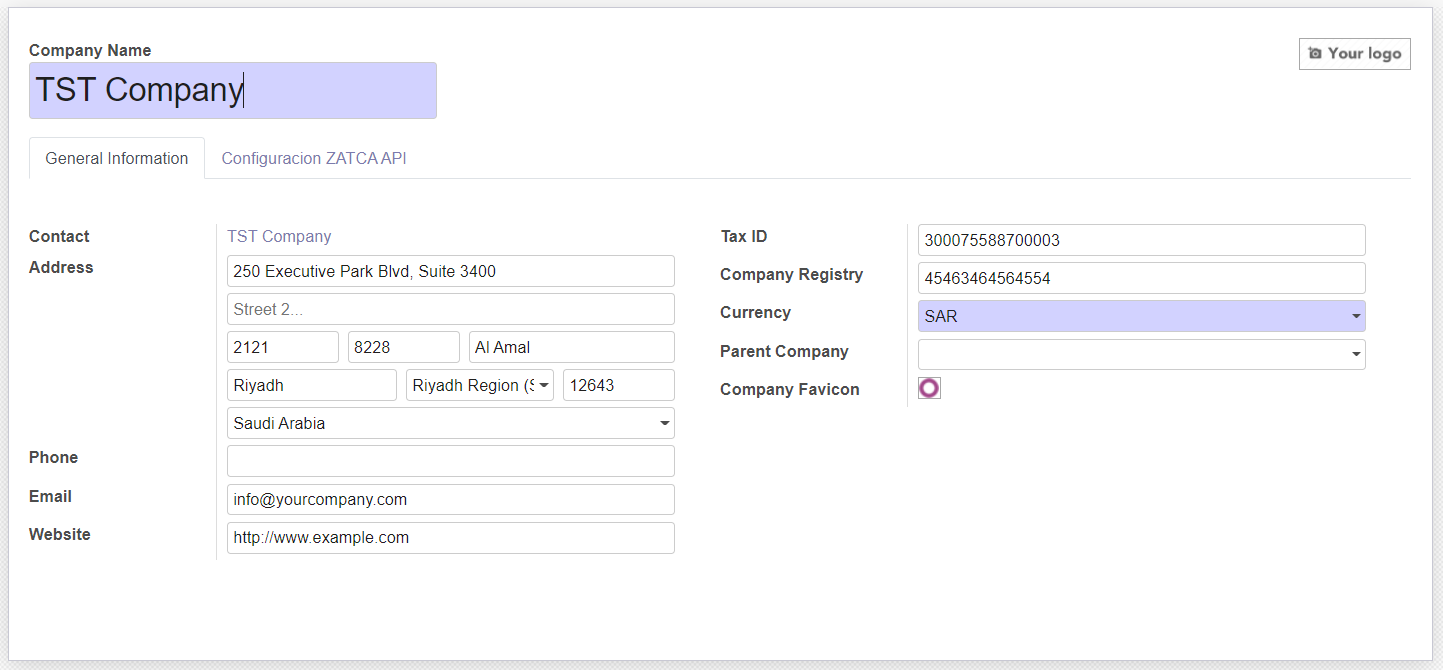 Company Name
Your logo
TST Company
General Information Configuracion ZATCA API
Contact TST Company
Address 250 Executive Park Blvd, Suite 3400
Street 2...
2121 8228 Al Amal
Riyadh Riyadh Region (S 12643
Saudi Arabia
Phone
Email info@yourcompany.com
Website http://www.example.com
Tax ID 300075588700003
Company Registry 45463464564554
Currency SAR
Parent Company
Company Favicon